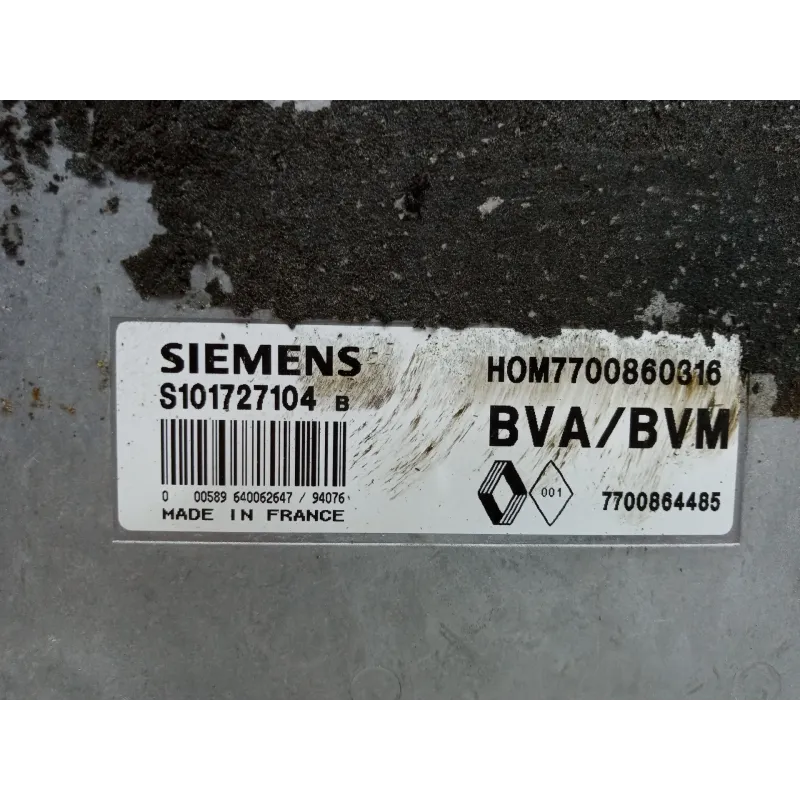 SIEMENS
S101727104 B
0 00589 640062647 / 94076
MADE IN FRANCE
HOM7700860316
BVA/BVM
001
7700864485